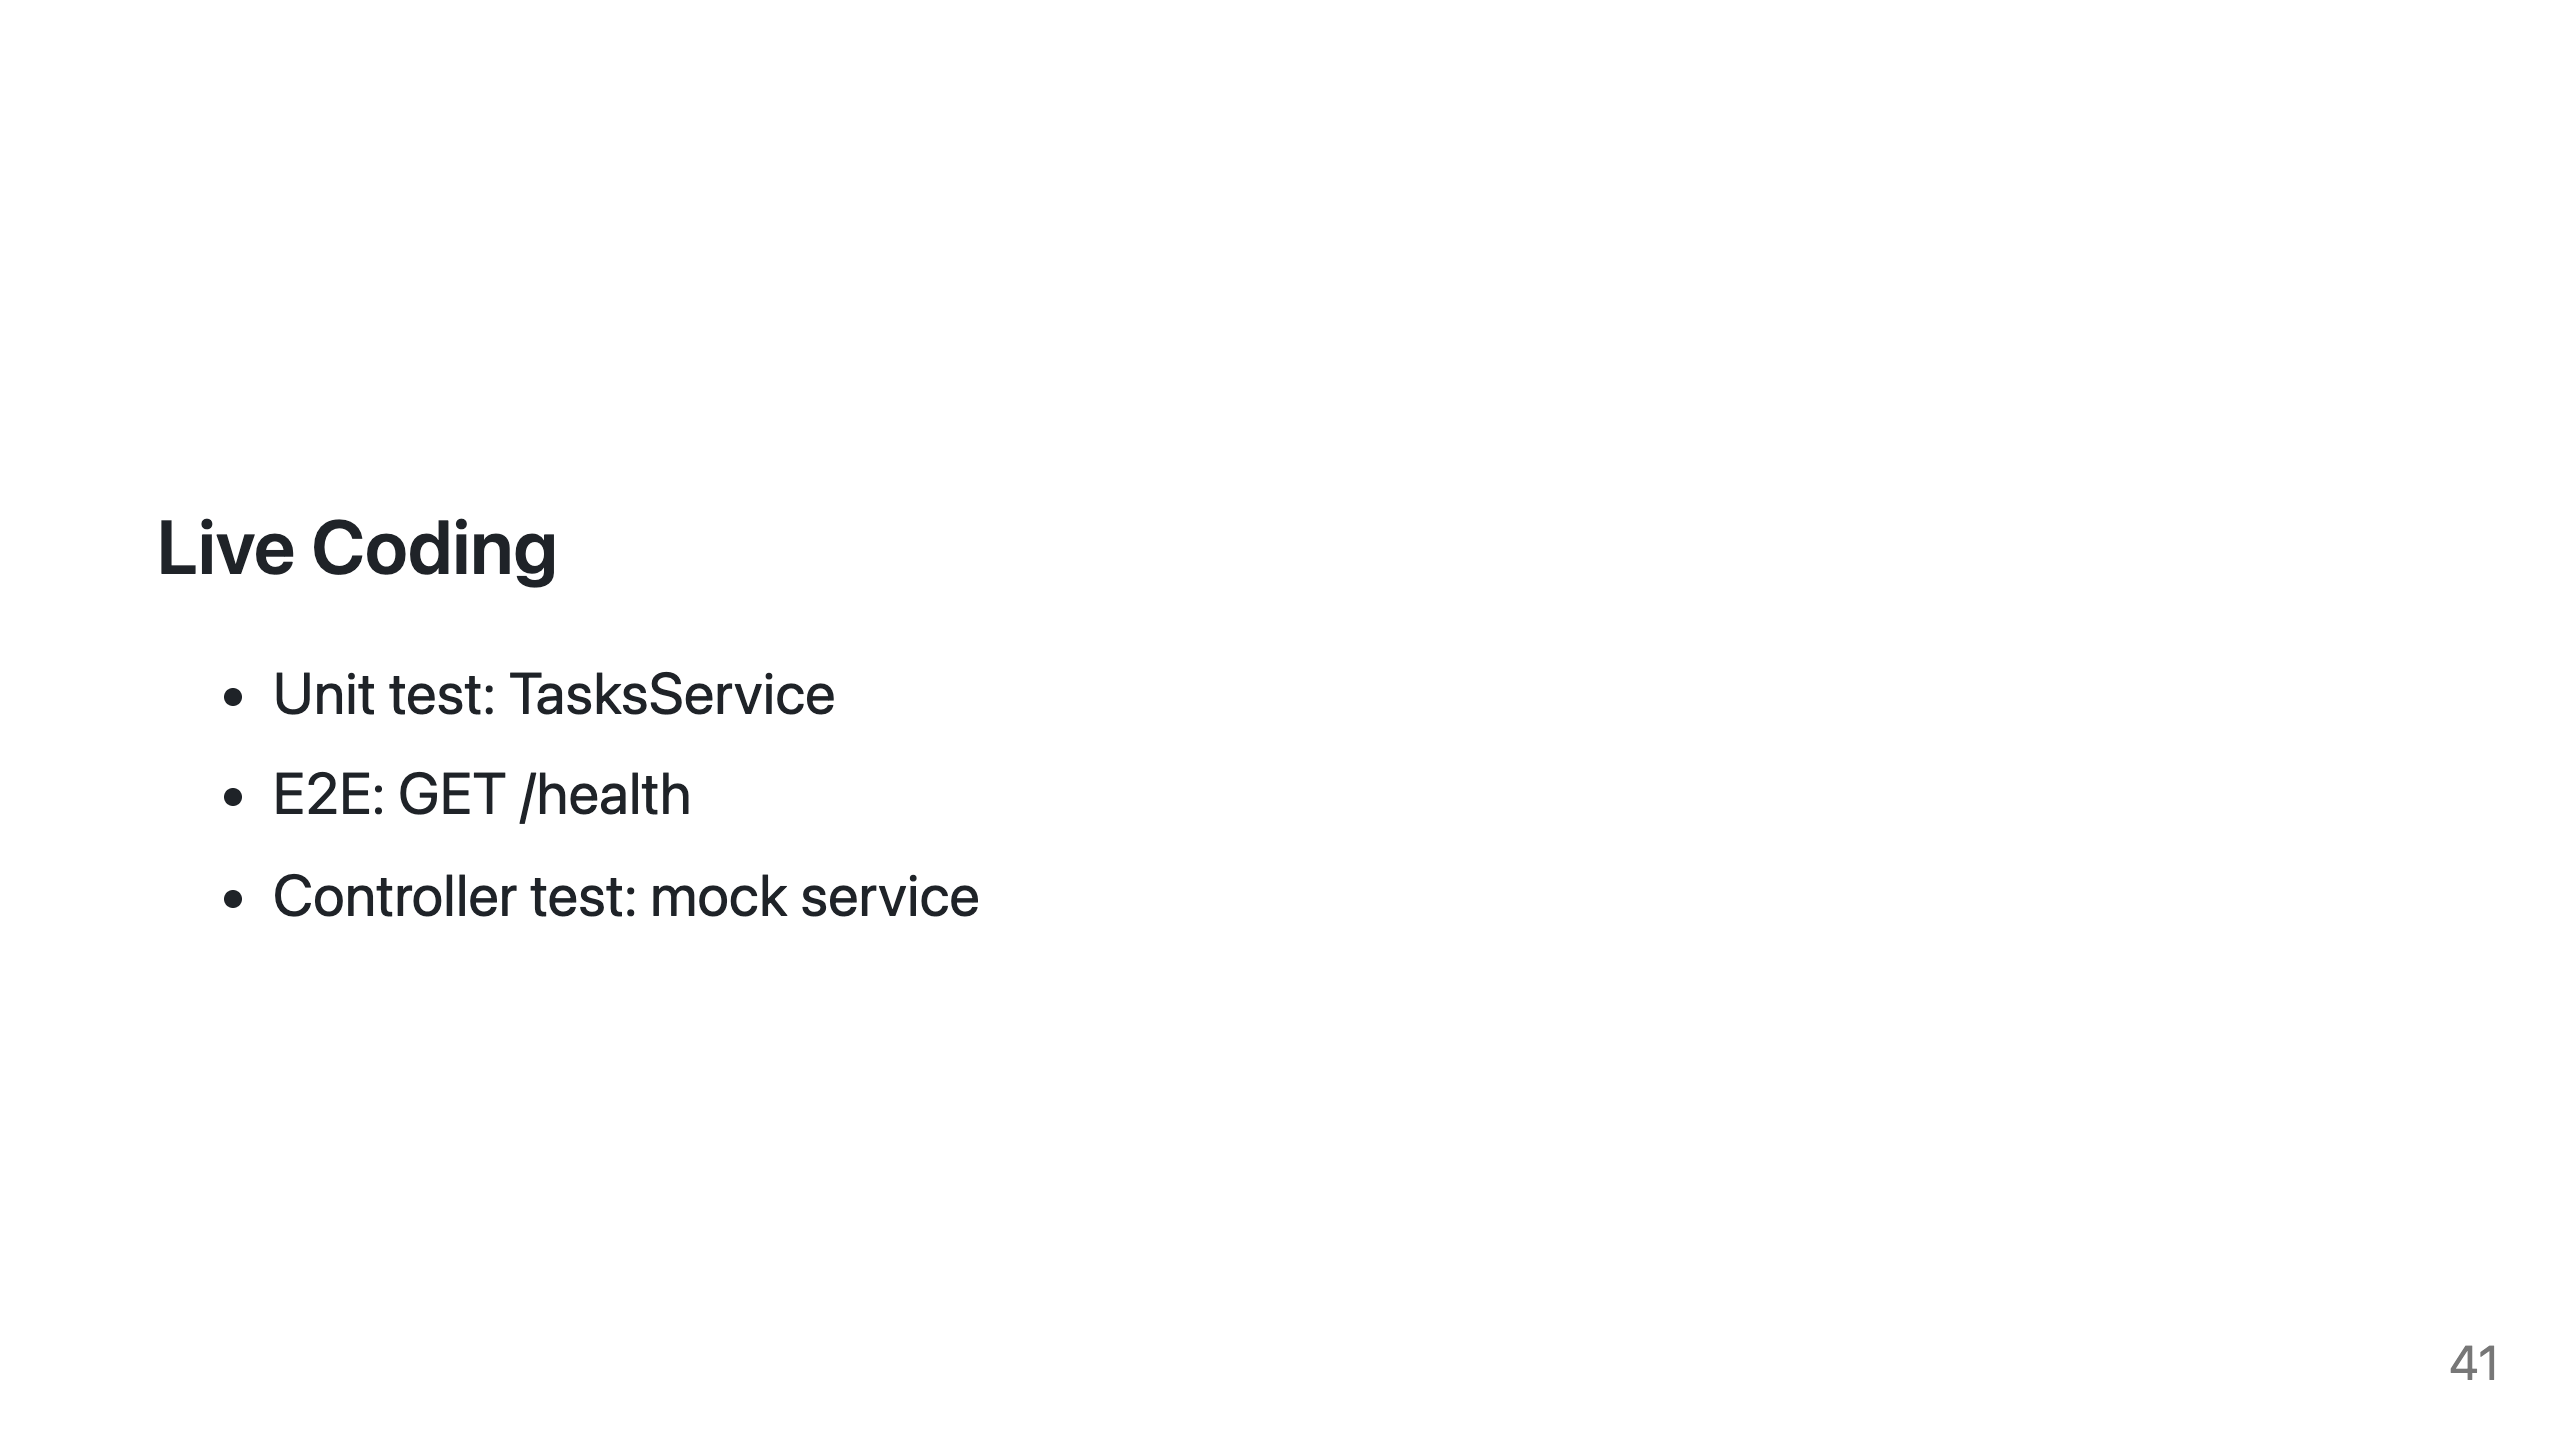 Live Coding
• Unit test: TasksService
• E2E: GET /health
• Controller test: mock service
41